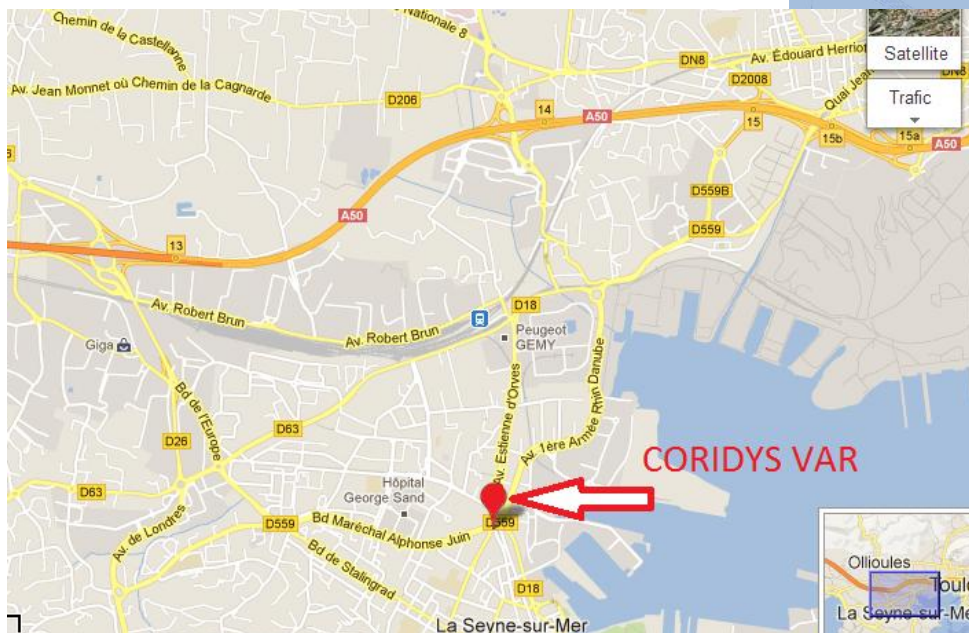 Chemin de la Castellane
Nationale 8
Av. Jean Monnet où Chemin de la Cagnarde
D206
DN8
Av. Édouard Herriot
D2008
Quai Jean
DN8
Satellite
Trafic
14
A50
15
15b
15a
A50
D559B
D559
A50
13
Av. Robert Brun
Av. Robert Brun
D18
Peugeot
GEMY
Giga
Bd de l'Europe
Av. Estienne d'Orves
Av. 1ère Armée Rhin Danube
D63
D26
D63
CORIDYS VAR
Hôpital
George Sand
D559
Bd Maréchal Alphonse Juin
D559
Av. de Londres
Bd de Stalingrad
D18
La Seyne-sur-Mer
Ollioules
Toulo
La Seyne-sur-Me